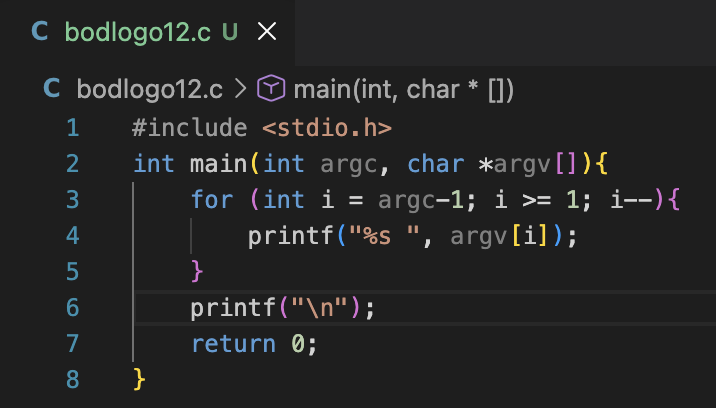 C bodlogo12.c U ×
C bodlogo12.c > main(int, char * [])
1 #include <stdio.h>
2 int main(int argc, char *argv[]){
3     for (int i = argc-1; i >= 1; i--){
4         printf("%s ", argv[i]);
5     }
6     printf("\n");
7     return 0;
8 }